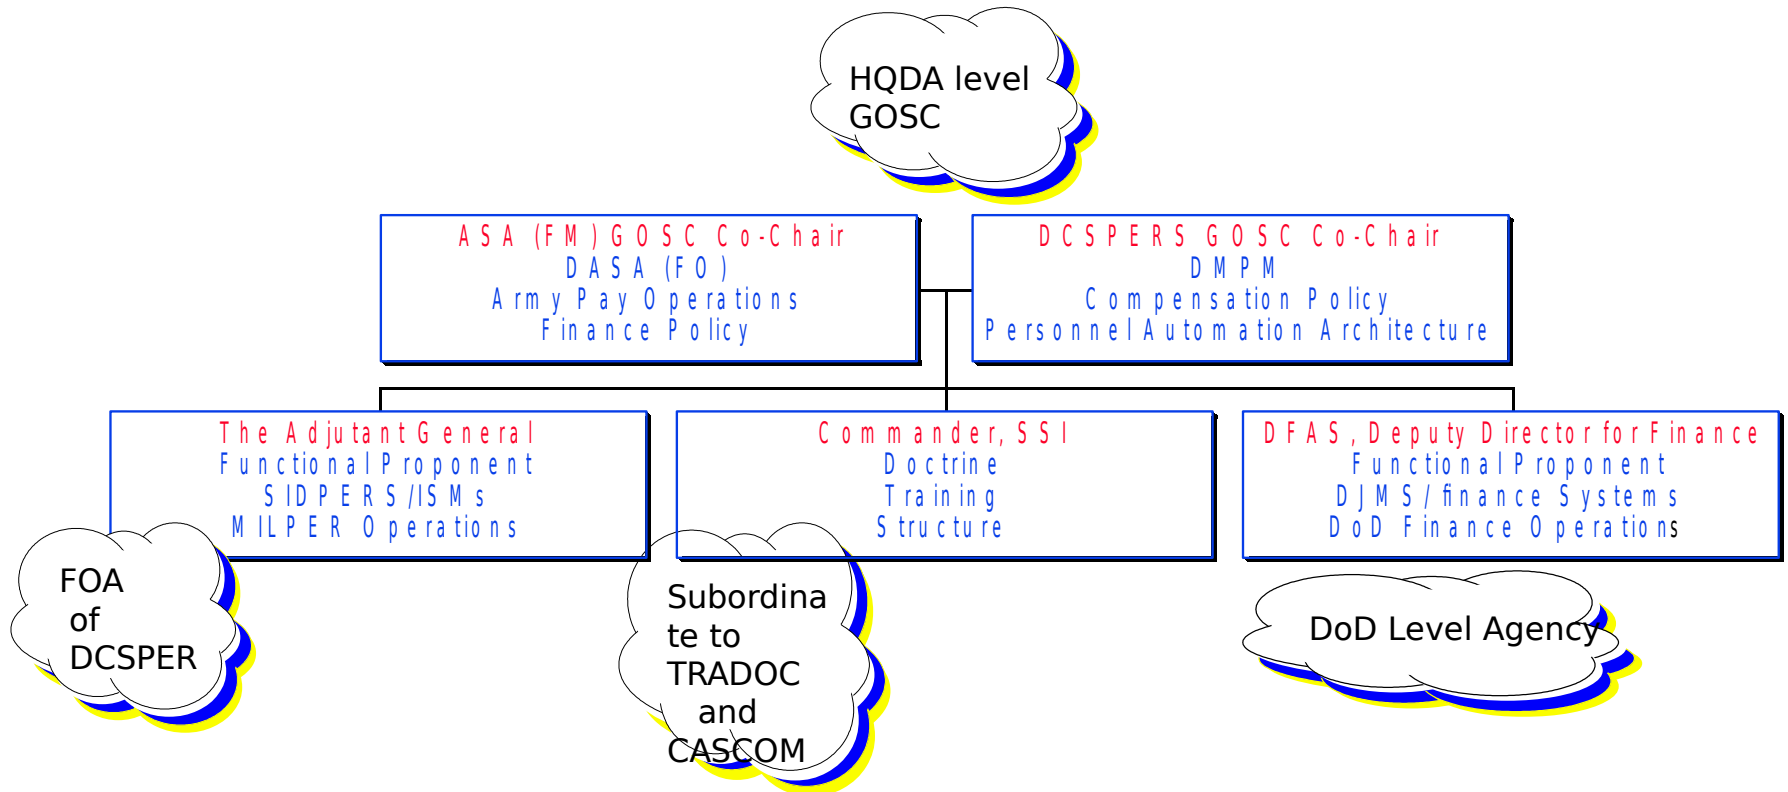 HQDA level
GOSC
ASA (FM) GOSC Co-Chair
DASA (FO)
Army Pay Operations
Finance Policy
DCSPERS GOSC Co-Chair
DMPM
Compensation Policy
Personnel Automation Architecture
The Adjutant General
Functional Proponent
SIDPERS/ISMs
MILPER Operations
Commander, SSI
Doctrine
Training
Structure
DFAS, Deputy Director for Finance
Functional Proponent
DJMS/finance Systems
DoD Finance Operations
FOA
of
DCSPER
Subordina
te to
TRADOC
and
CASCOM
DoD Level Agency